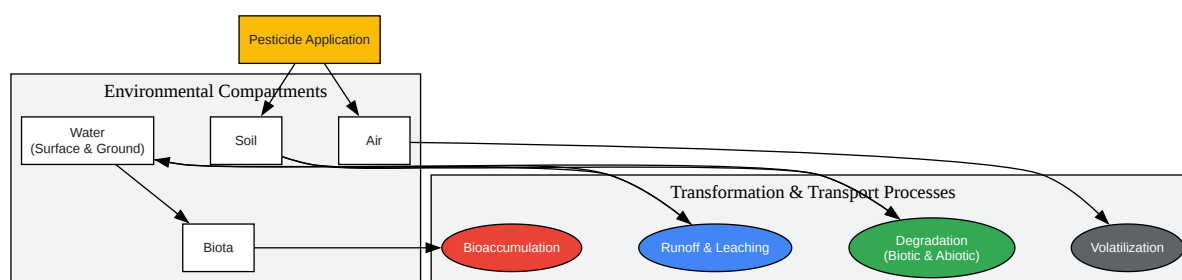 Pesticide Application
Environmental Compartments
Water
(Surface & Ground)
Soil
Air
Transformation & Transport Processes
Biota
Bioaccumulation
Runoff & Leaching
Degradation
(Biotic & Abiotic)
Volatilization